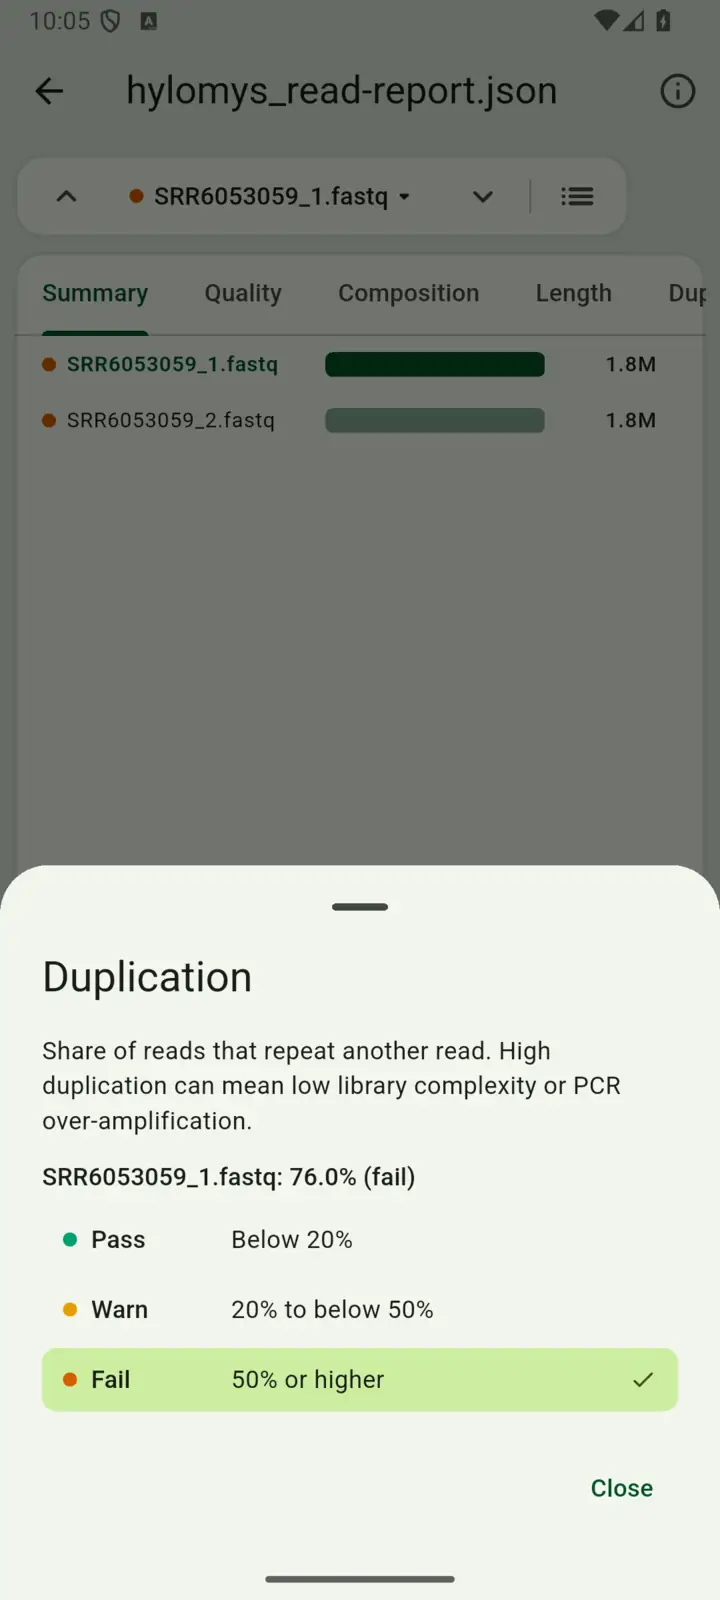 10:05
hylomys_read-report.json
SRR6053059_1.fastq
Summary Quality Composition Length Dup
SRR6053059_1.fastq 1.8M
SRR6053059_2.fastq 1.8M
Duplication
Share of reads that repeat another read. High
duplication can mean low library complexity or PCR
over-amplification.
SRR6053059_1.fastq: 76.0% (fail)
Pass Below 20%
Warn 20% to below 50%
Fail 50% or higher
Close